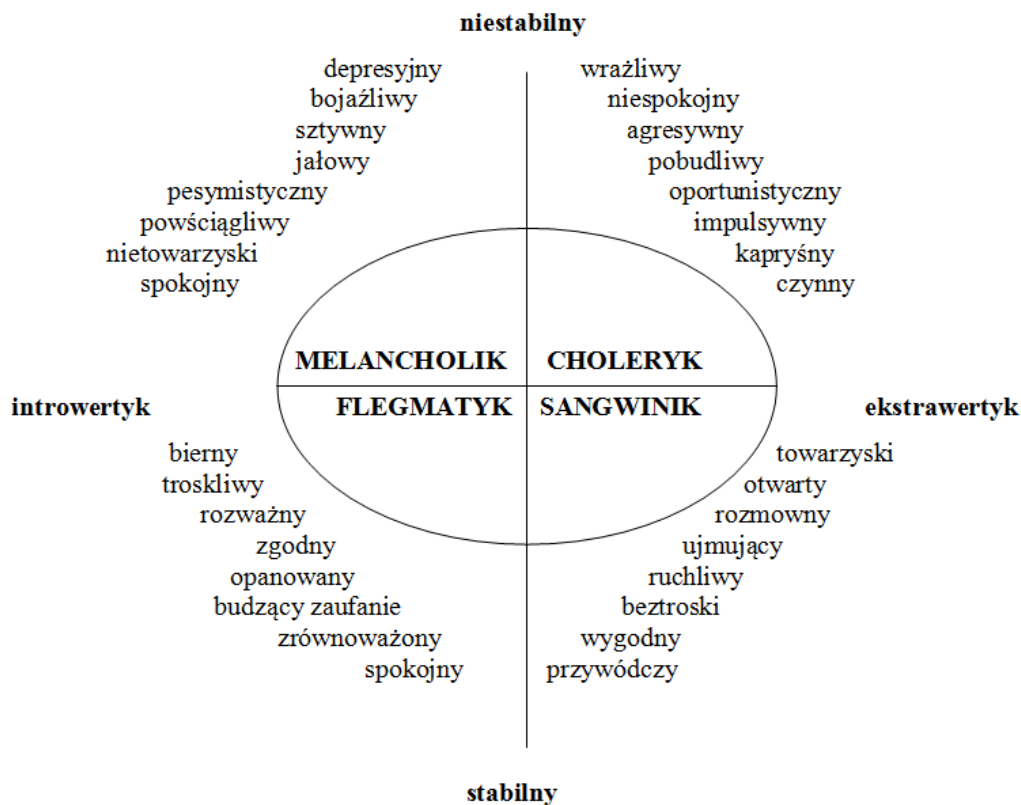 niestabilny
depresyjny
bojaźliwy
sztywny
jałowy
pesymistyczny
powściągliwy
nietowarzyski
spokojny
wrażliwy
niespokojny
agresywny
pobudliwy
oportunistyczny
impulsywny
kapryśny
czynny
MELANCHOLIK
CHOLERYK
FLEGMATYK
SANGWINIK
introwertyk
ekstrawertyk
bierny
troskliwy
rozważny
zgodny
opanowany
budzący zaufanie
zrównoważony
spokojny
towarzyski
otwarty
rozmowny
ujmujący
ruchliwy
beztroski
wygodny
przywódczy
stabilny